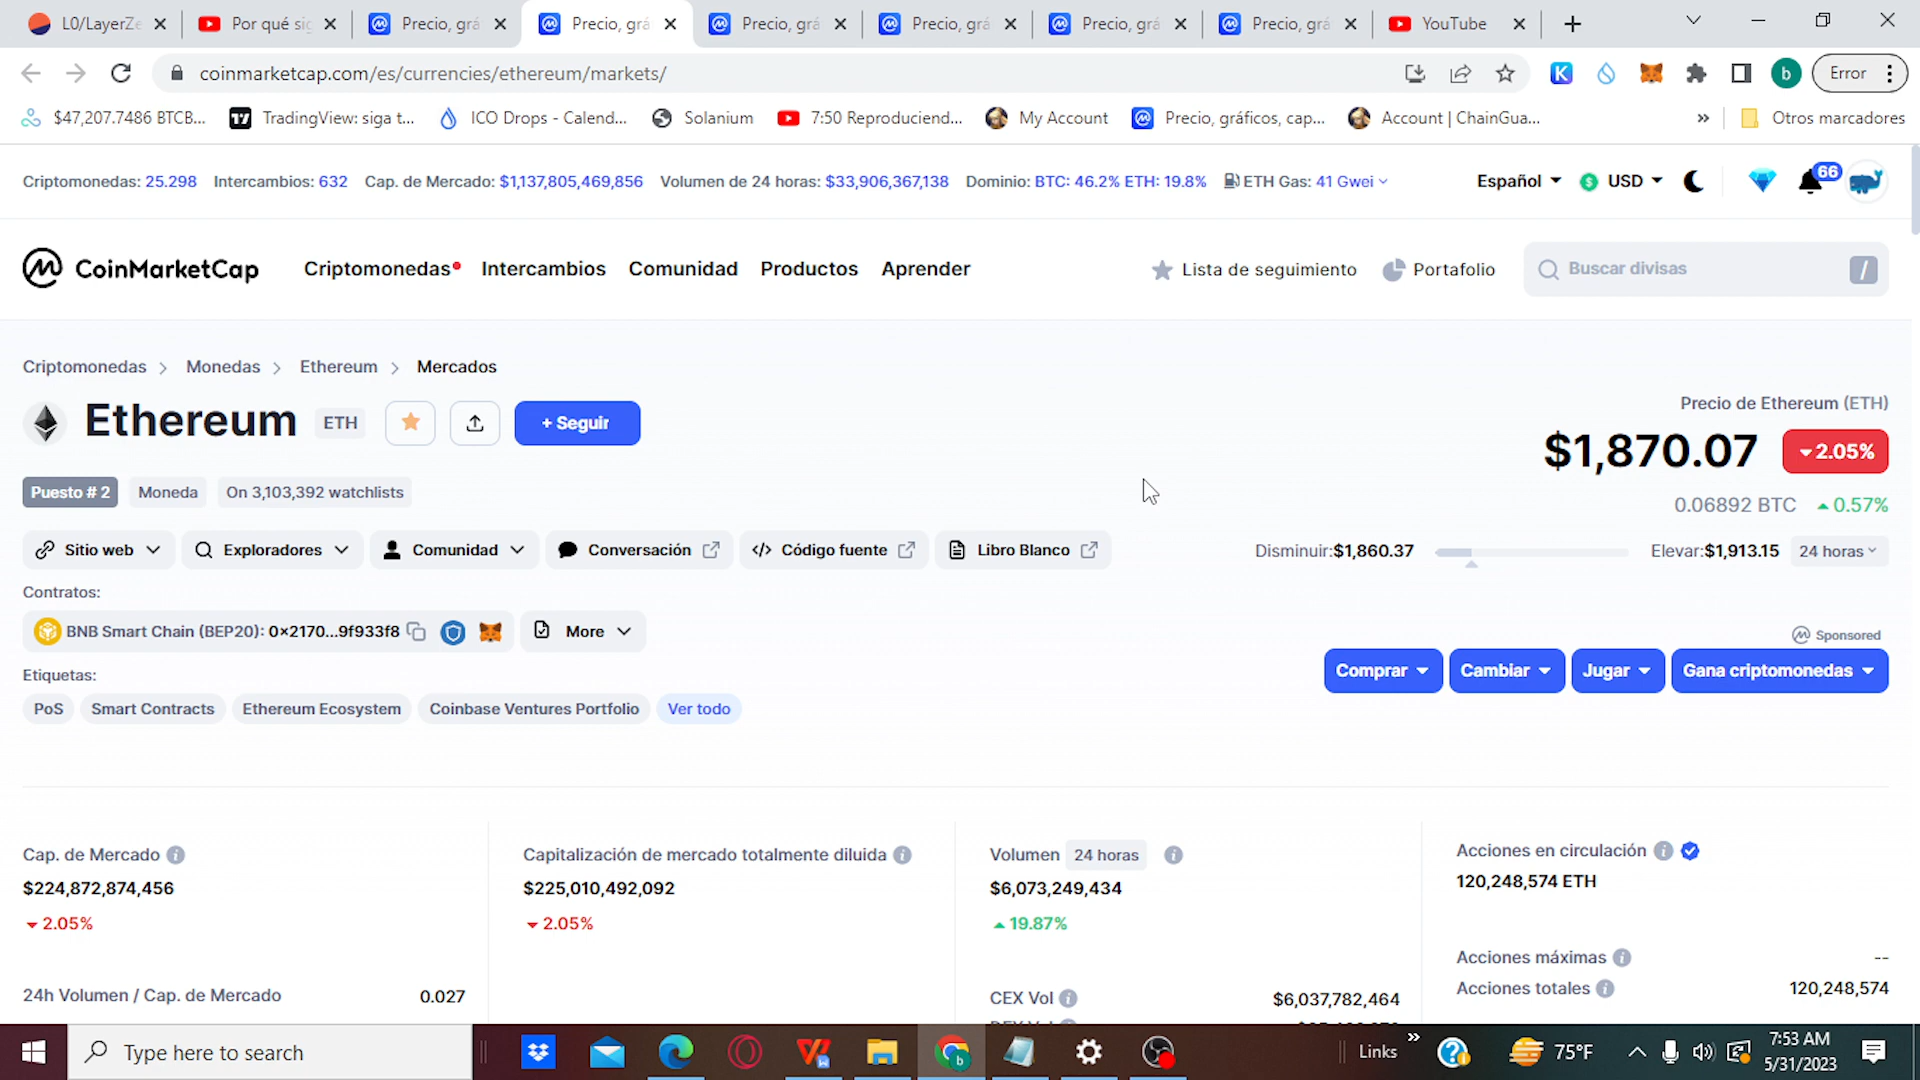 L0/LayerZe
Por qué sig
Precio, grá
Precio, grá
Precio, grá
Precio, grá
Precio, grá
Precio, grá
YouTube
coinmarketcap.com/es/currencies/ethereum/markets/
K
b
Error
$47,207.7486 BTCB...
TradingView: siga t...
ICO Drops - Calend...
Solanium
7:50 Reproduciend...
My Account
Precio, gráficos, cap...
Account | ChainGua...
»
Otros marcadores
Criptomonedas: 25.298 Intercambios: 632 Cap. de Mercado: $1,137,805,469,856 Volumen de 24 horas: $33,906,367,138 Dominio: BTC: 46.2% ETH: 19.8% ETH Gas: 41 Gwei
Español
USD
66
CoinMarketCap
Criptomonedas Intercambios Comunidad Productos Aprender
Lista de seguimiento
Portafolio
Buscar divisas
/
Criptomonedas > Monedas > Ethereum > Mercados
Ethereum ETH
+ Seguir
Precio de Ethereum (ETH)
$1,870.07
2.05%
0.06892 BTC 0.57%
Puesto # 2 Moneda On 3,103,392 watchlists
Sitio web Exploradores Comunidad Conversación Código fuente Libro Blanco
Disminuir:$1,860.37
Elevar:$1,913.15
24 horas
Contratos:
BNB Smart Chain (BEP20): 0x2170...9f933f8
More
Sponsored
Etiquetas:
Comprar Cambiar Jugar Gana criptomonedas
PoS Smart Contracts Ethereum Ecosystem Coinbase Ventures Portfolio Ver todo
Cap. de Mercado
$224,872,874,456
2.05%
24h Volumen / Cap. de Mercado 0.027
Capitalización de mercado totalmente diluida
$225,010,492,092
2.05%
Volumen 24 horas
$6,073,249,434
19.87%
CEX Vol $6,037,782,464
Acciones en circulación
120,248,574 ETH
Acciones máximas --
Acciones totales 120,248,574
Type here to search
Links
»
75°F
7:53 AM
5/31/2023